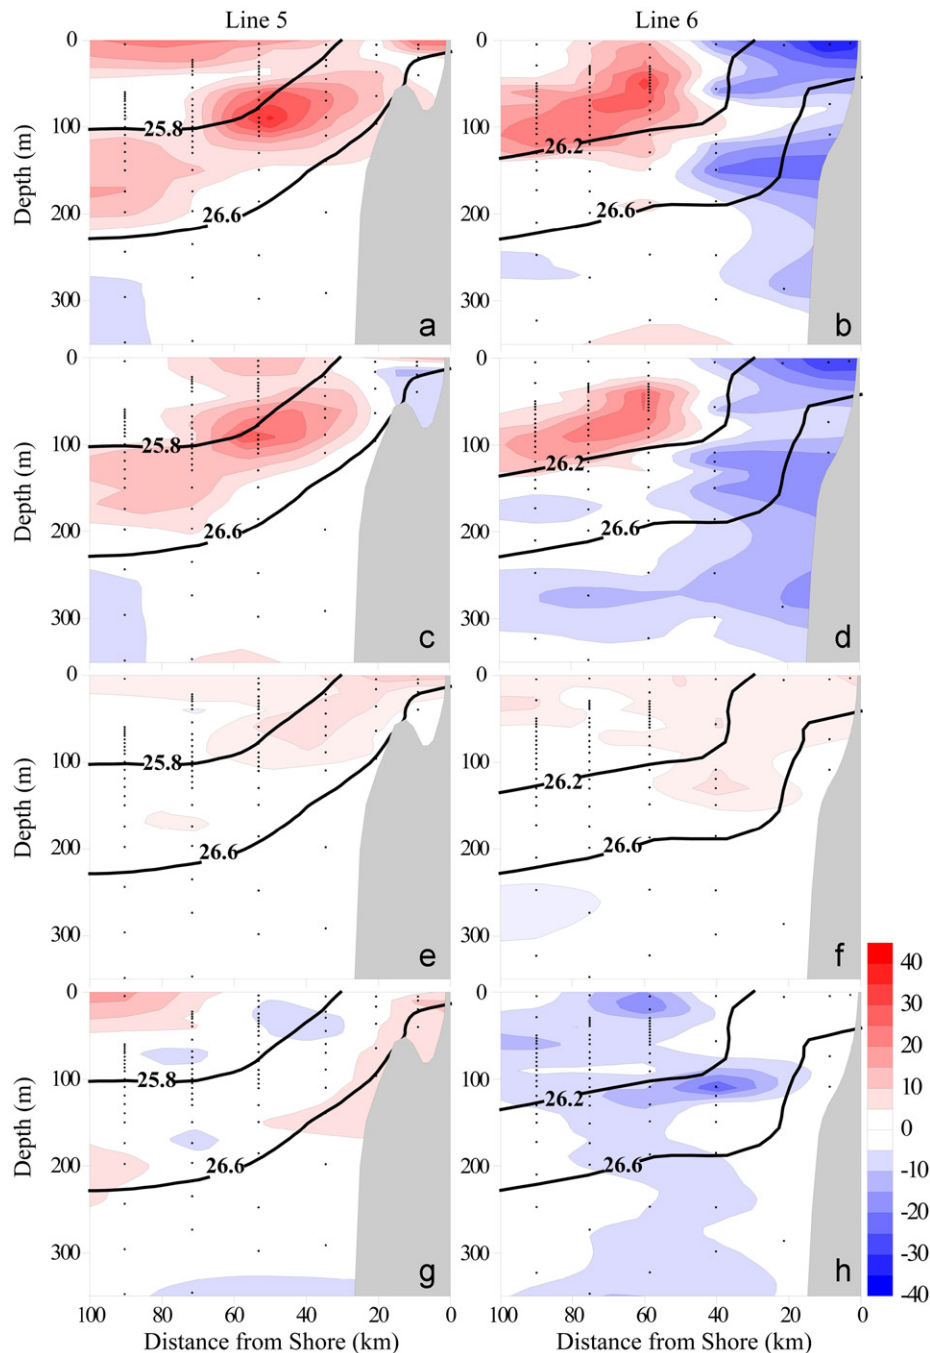 Line 5
Line 6
0
100
200
300
Depth (m)
25.8
26.6
a
26.2
26.6
b
0
100
200
300
Depth (m)
25.8
26.6
c
26.2
26.6
d
0
100
200
300
Depth (m)
25.8
26.6
e
26.2
26.6
f
0
100
200
300
Depth (m)
25.8
26.6
g
26.2
26.6
h
40
30
20
10
0
-10
-20
-30
-40
100 80 60 40 20 0
100 80 60 40 20 0
Distance from Shore (km)
Distance from Shore (km)